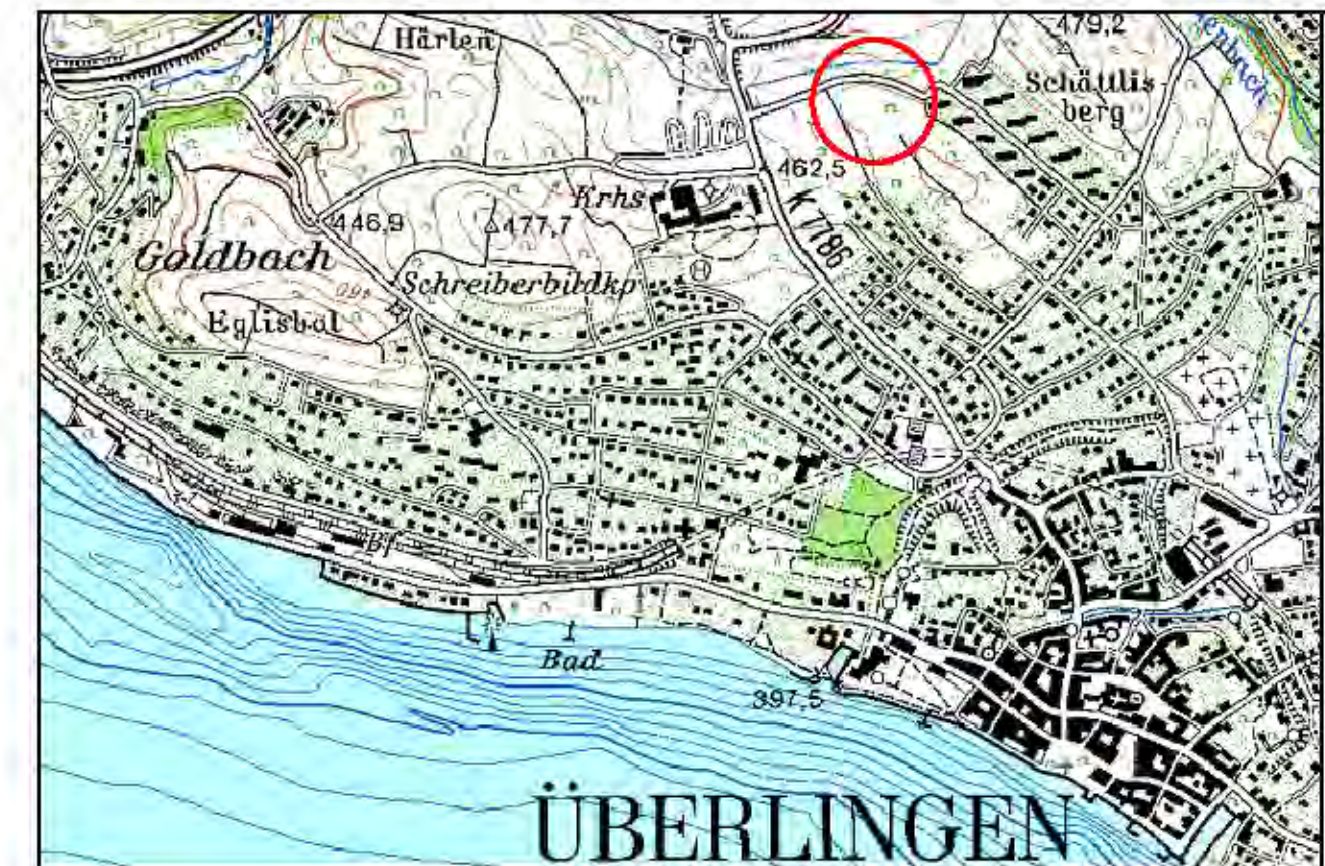 Härlen
479,2
Schättlis-
berg
462,5
Krhs
K 7786
446,9
477,7
Goldbach
Schreiberbildkp
Eglisbol
H
Bf
Bad
397,5
ÜBERLINGEN